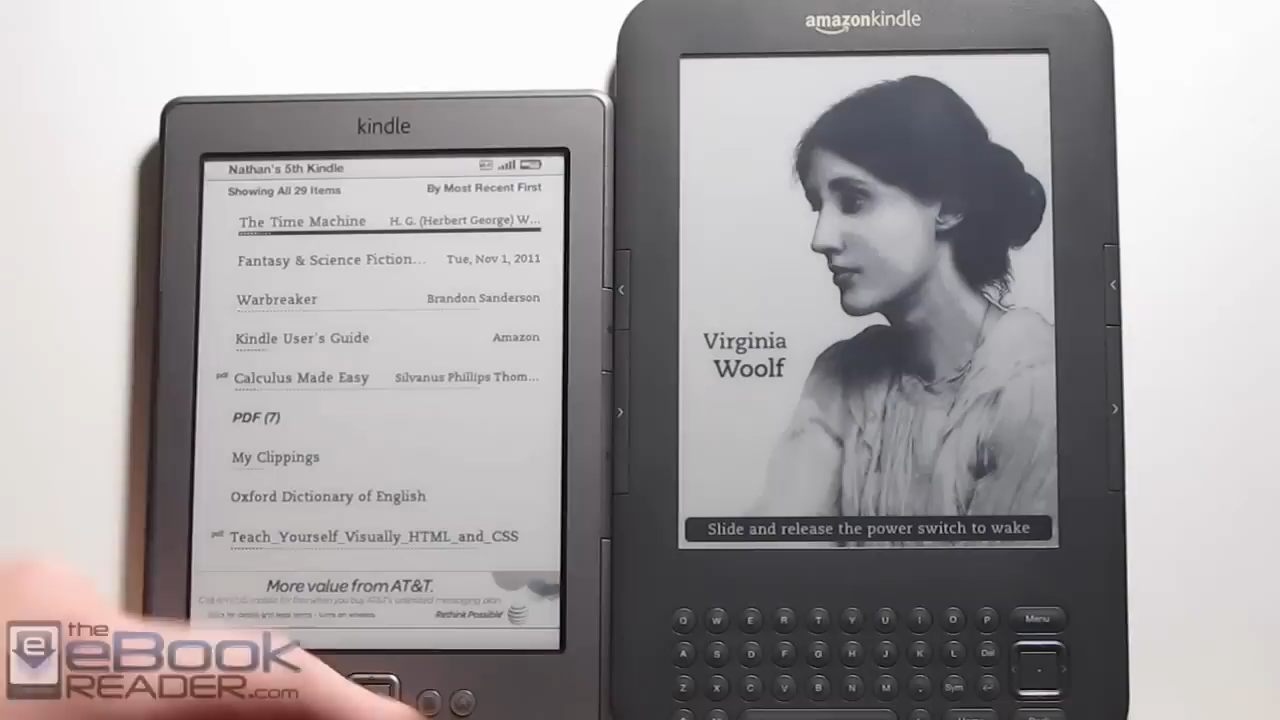 kindle
Nathan's 5th Kindle
Showing All 29 Items By Most Recent First
The Time Machine H. G. (Herbert George) W...
Fantasy & Science Fiction... Tue, Nov 1, 2011
Warbreaker Brandon Sanderson
Kindle User's Guide Amazon
pdf Calculus Made Easy Silvanus Phillips Thom...
PDF (7)
My Clippings
Oxford Dictionary of English
pdf Teach_Yourself_Visually_HTML_and_CSS
More value from AT&T.
Rethink Possible
amazonkindle
Virginia
Woolf
Slide and release the power switch to wake
Q W E R T Y U I O P Menu
A S D F G H J K L Del
Z X C V B N M . Sym
the
eBook
READER.com